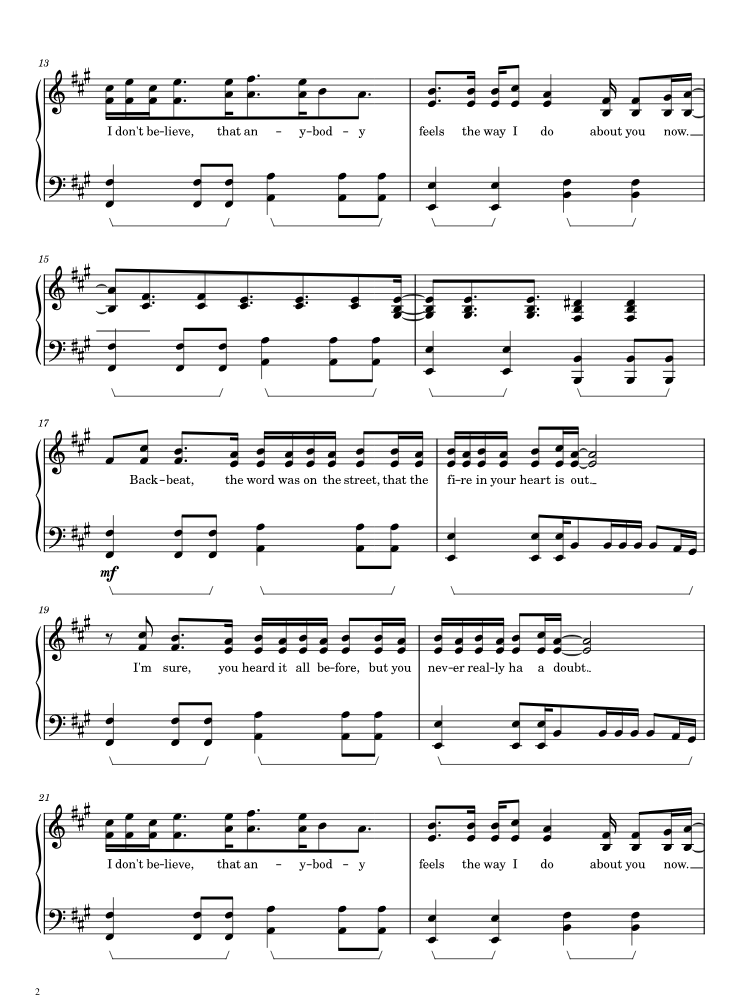 13
I don't be-lieve, that an - y-bod - y feels the way I do about you now.
15
17
Back-beat, the word was on the street, that the fi-re in your heart is out.
mf
19
I'm sure, you heard it all be-fore, but you nev-er real-ly ha a doubt.
21
I don't be-lieve, that an - y-bod - y feels the way I do about you now.
2